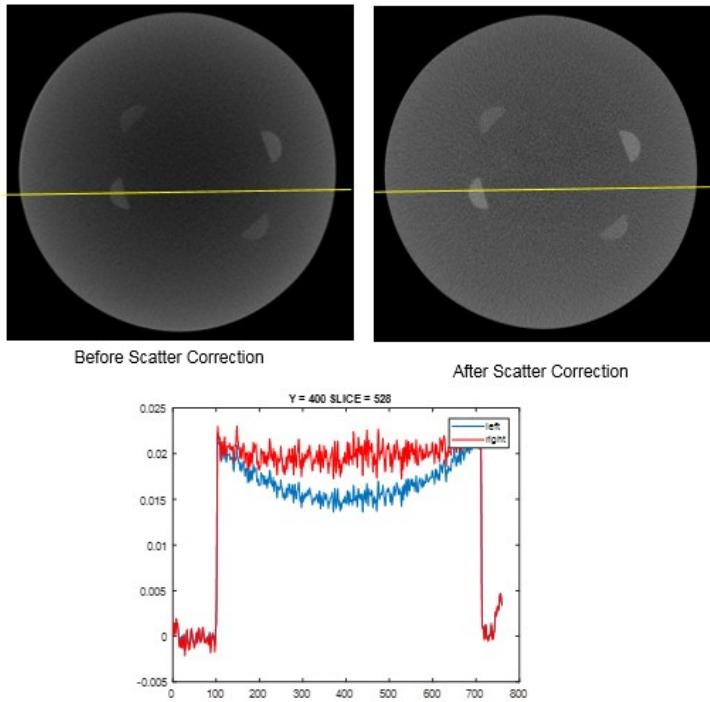 Before Scatter Correction
After Scatter Correction
Y = 400 SLICE = 528
0.025
0.02
0.015
0.01
0.005
0
-0.005
0 100 200 300 400 500 600 700 800
left
right